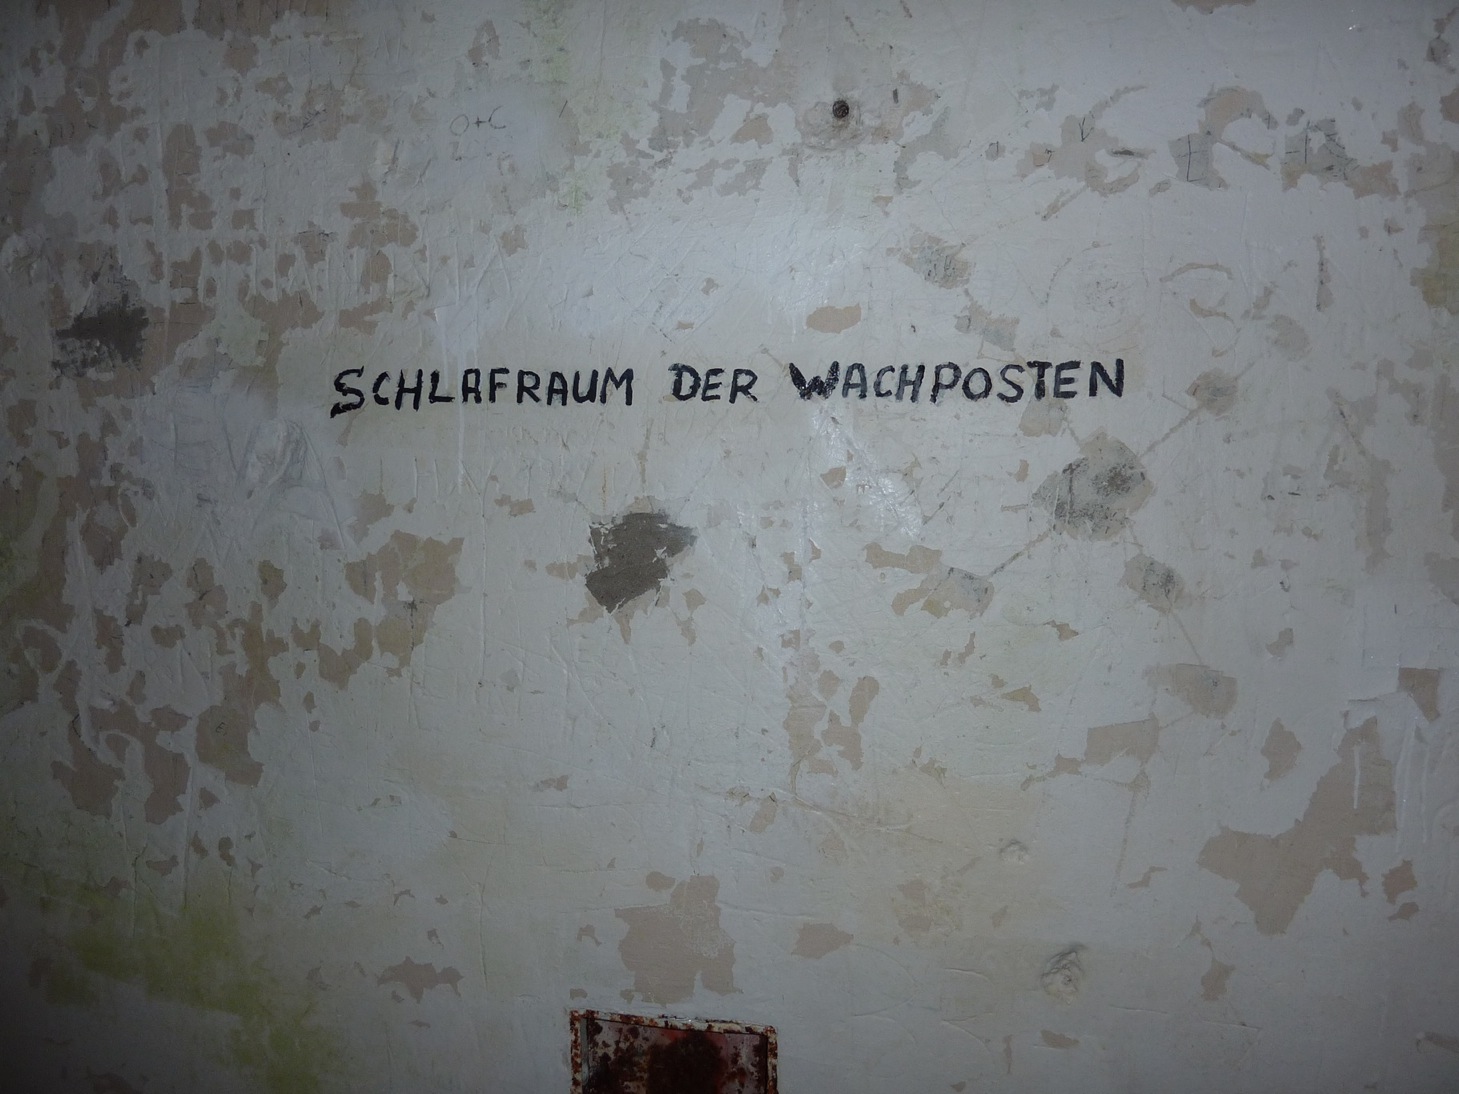 O+C
SCHLAFRAUM DER WACHPOSTEN